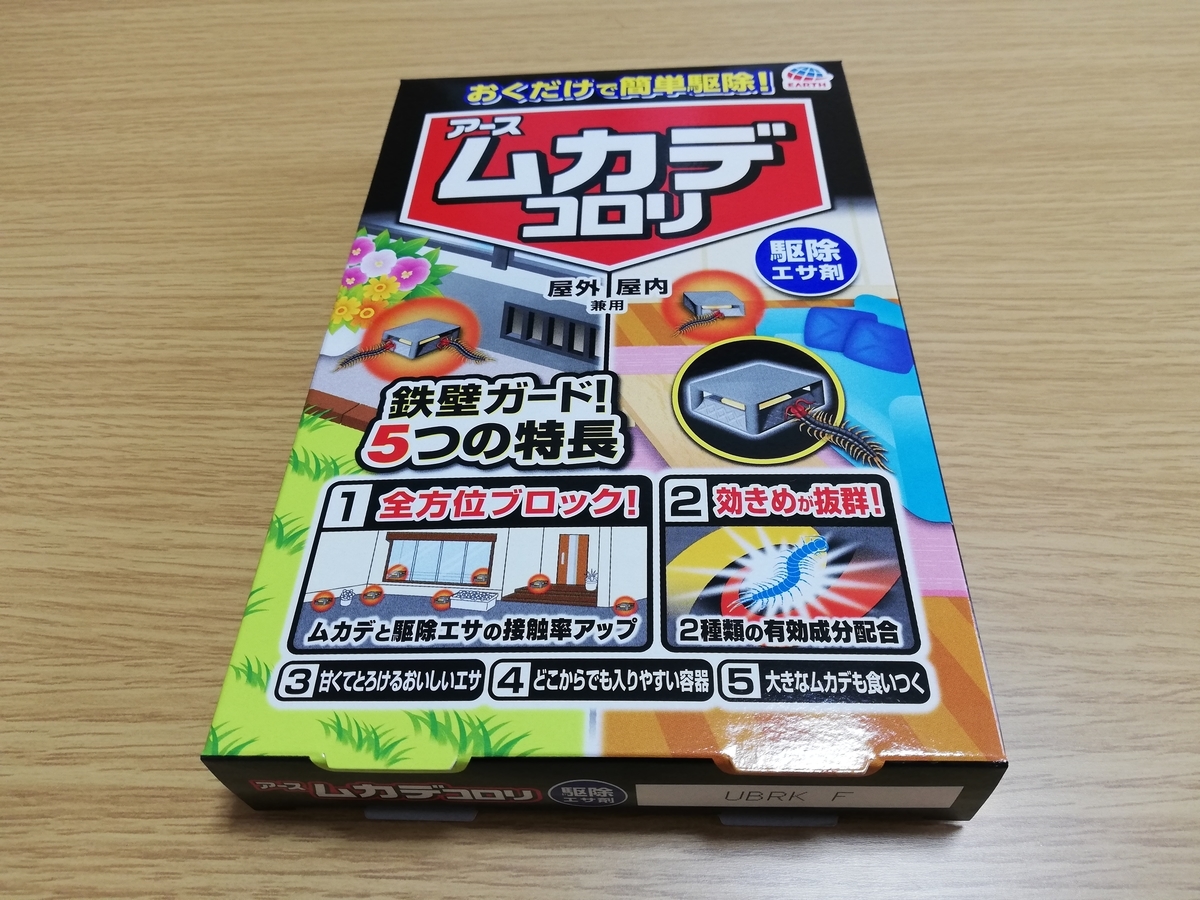 おくだけで簡単駆除!
EARTH
アース
ムカデ
コロリ
駆除
エサ剤
屋外 屋内
兼用
鉄壁ガード!
5つの特長
1 全方位ブロック!
ムカデと駆除エサの接触率アップ
2 効きめが抜群!
2種類の有効成分配合
3 甘くてとろけるおいしいエサ
4 どこからでも入りやすい容器
5 大きなムカデも食いつく
アース ムカデコロリ
駆除
エサ剤
UBRK F